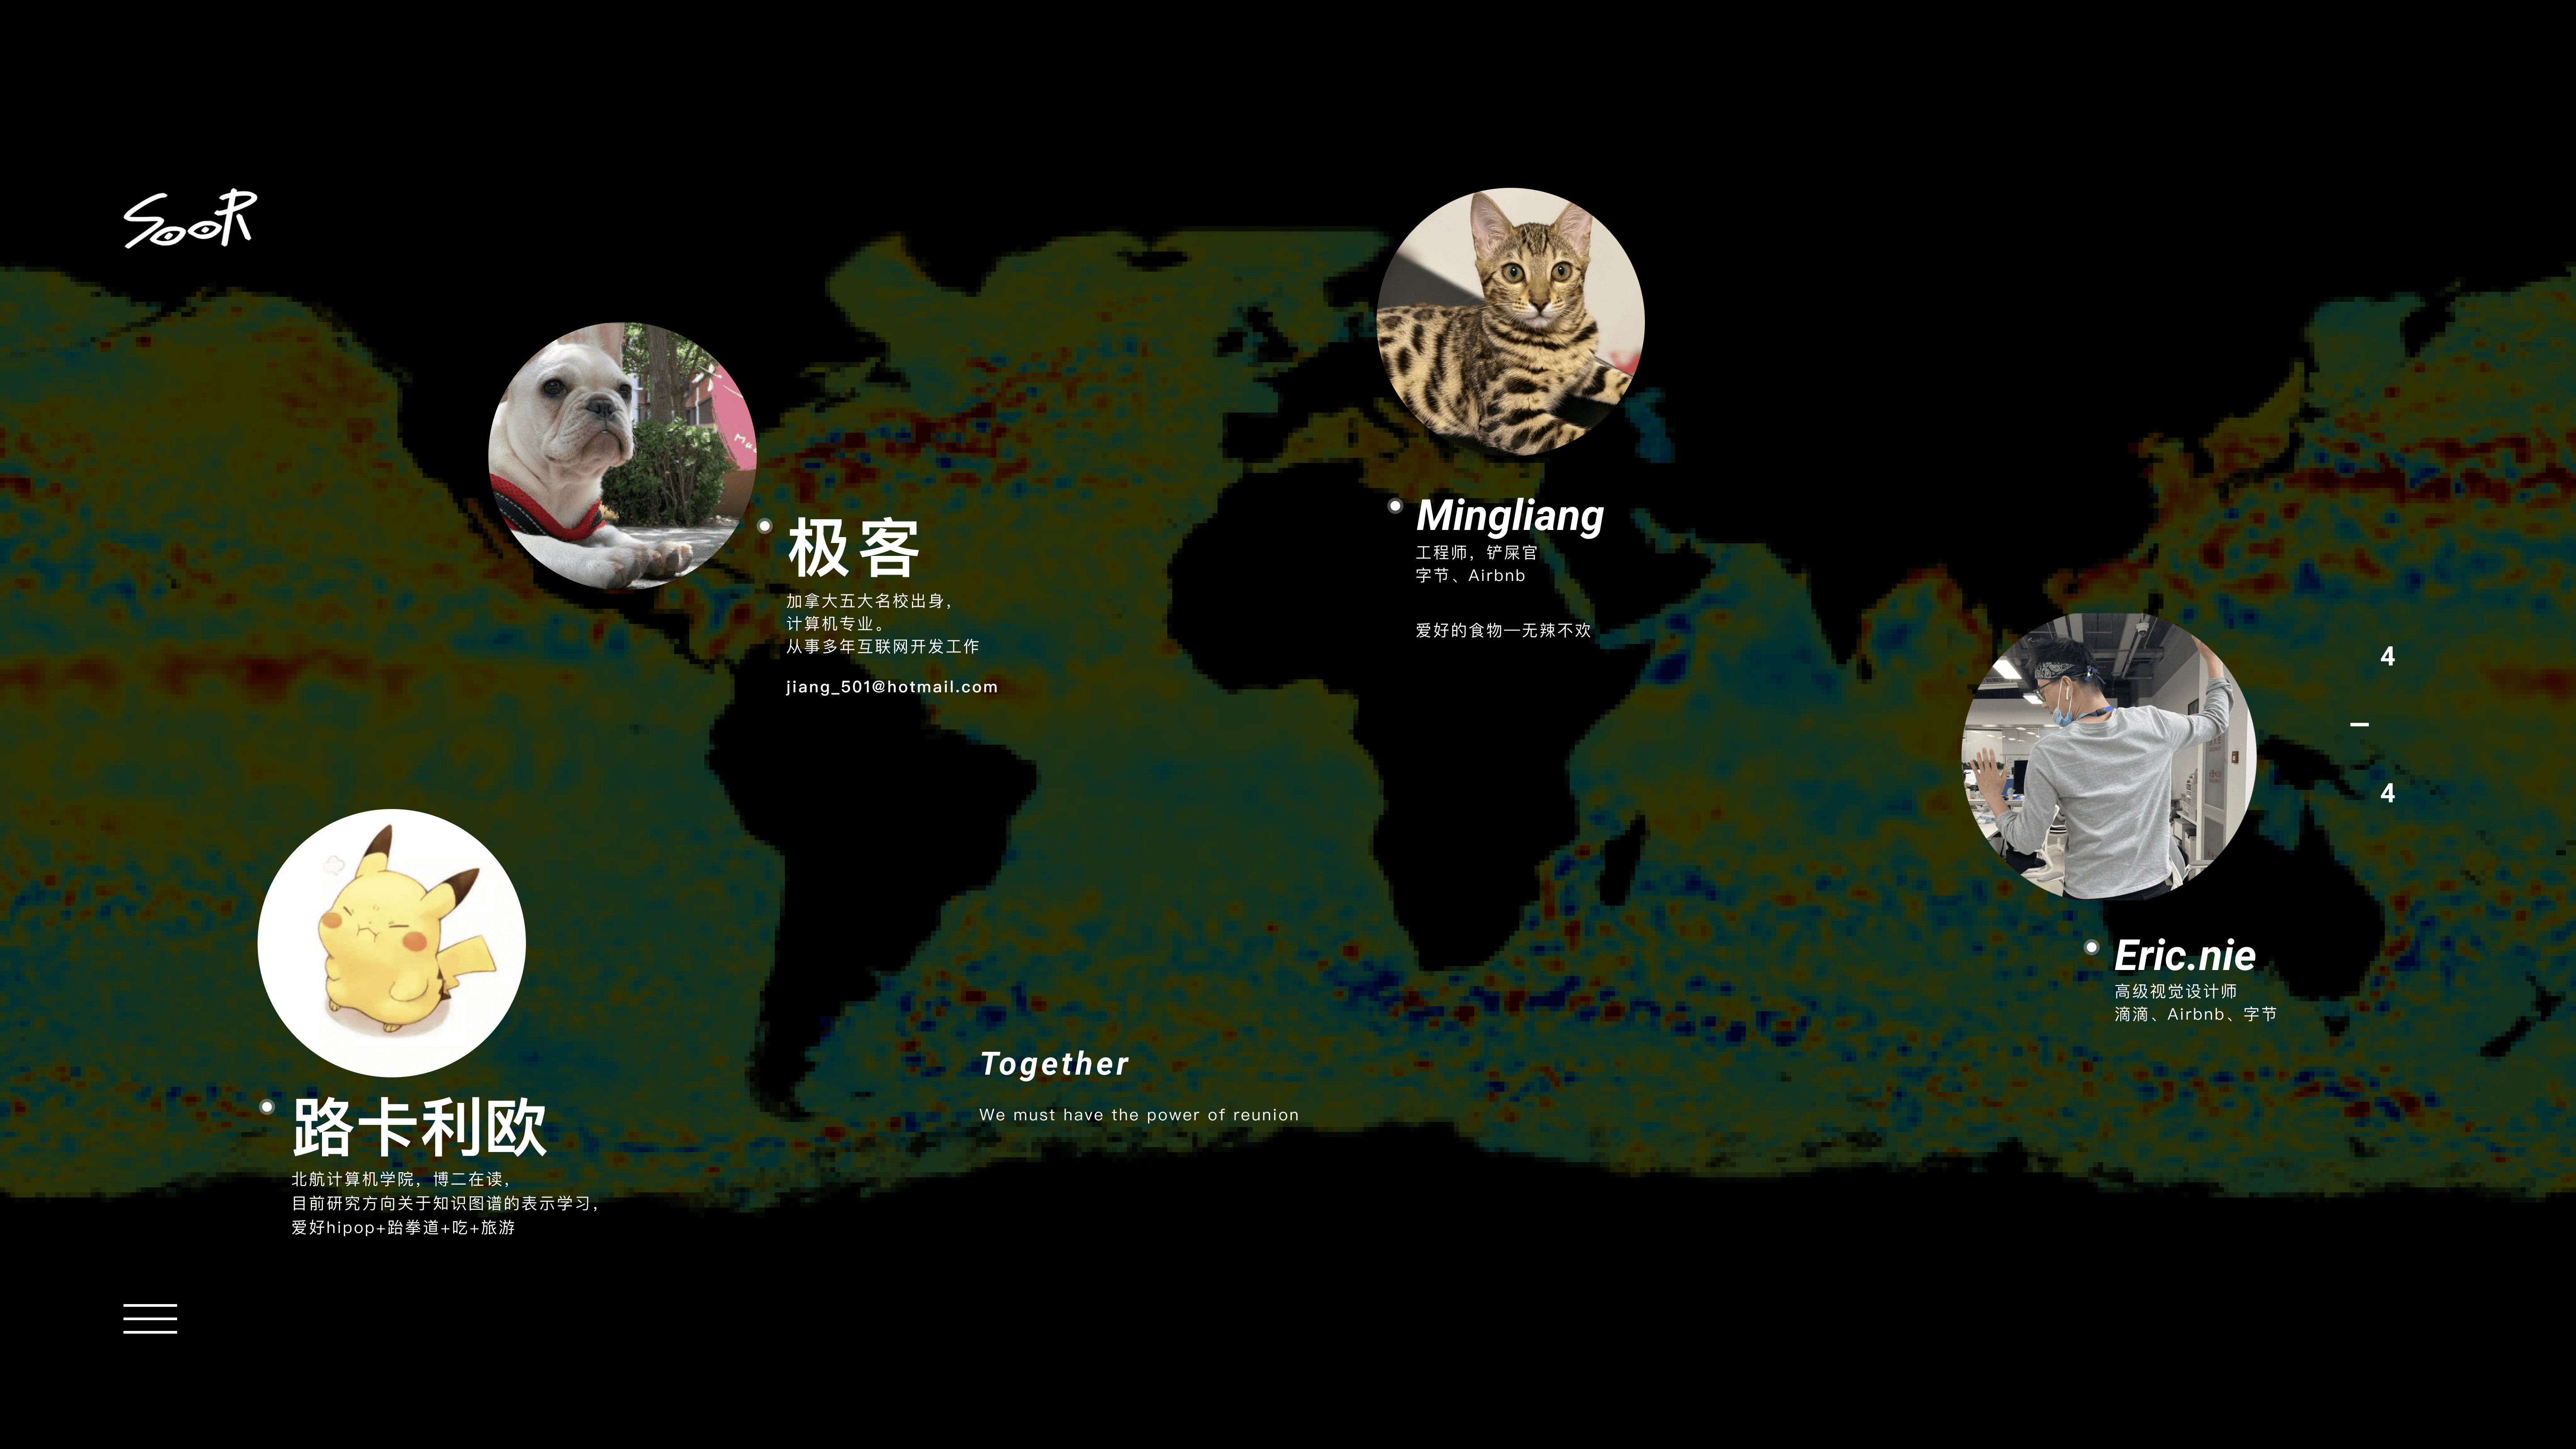 SooR
极客
加拿大五大名校出身，
计算机专业。
从事多年互联网开发工作
jiang_501@hotmail.com
Mingliang
工程师，铲屎官
字节、Airbnb
爱好的食物—无辣不欢
4
—
4
Eric.nie
高级视觉设计师
滴滴、Airbnb、字节
路卡利欧
北航计算机学院，博二在读，
目前研究方向关于知识图谱的表示学习，
爱好hipop+跆拳道+吃+旅游
Together
We must have the power of reunion